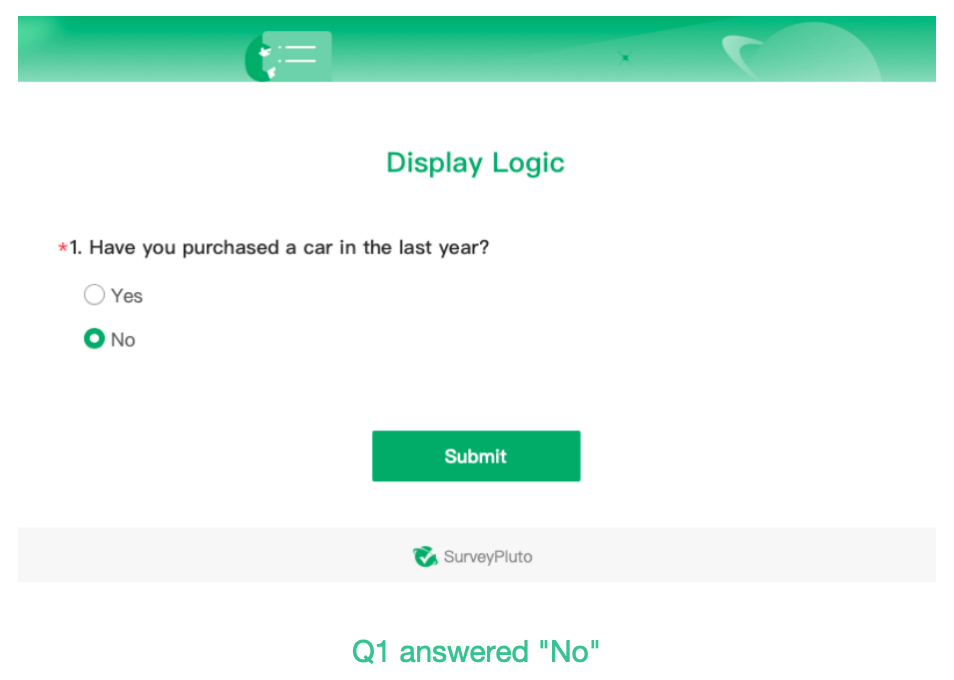 Display Logic
*1. Have you purchased a car in the last year?
Yes
No
Submit
SurveyPluto
Q1 answered "No"